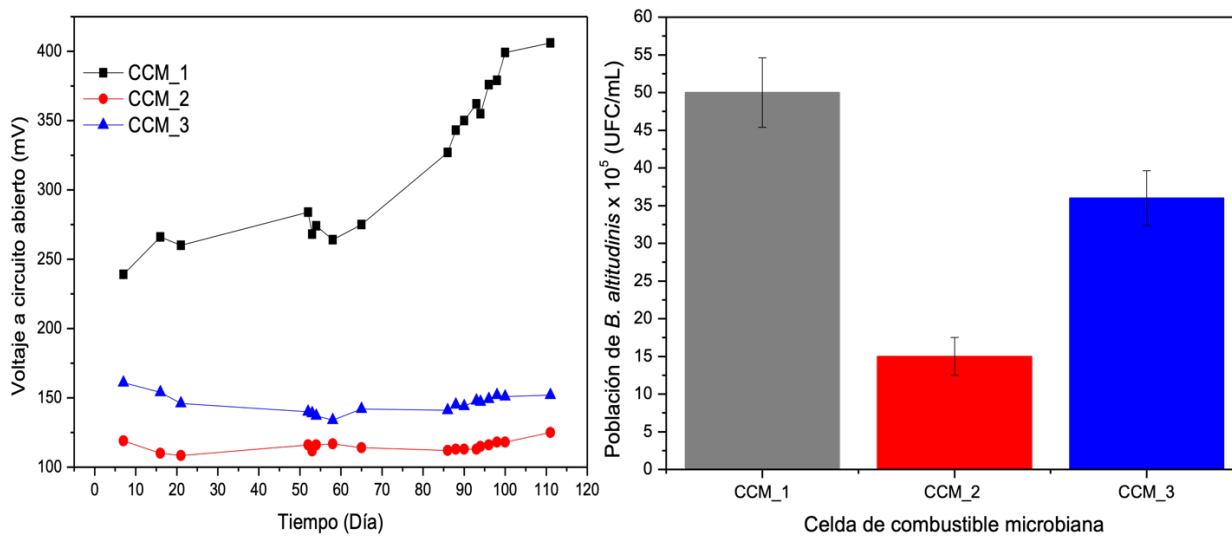 Voltaje a circuito abierto (mV)
400
350
300
250
200
150
100
CCM_1
CCM_2
CCM_3
0 10 20 30 40 50 60 70 80 90 100 110 120
Tiempo (Día)
Población de B. altitudinis x 10⁵ (UFC/mL)
60
55
50
45
40
35
30
25
20
15
10
5
0
CCM_1 CCM_2 CCM_3
Celda de combustible microbiana